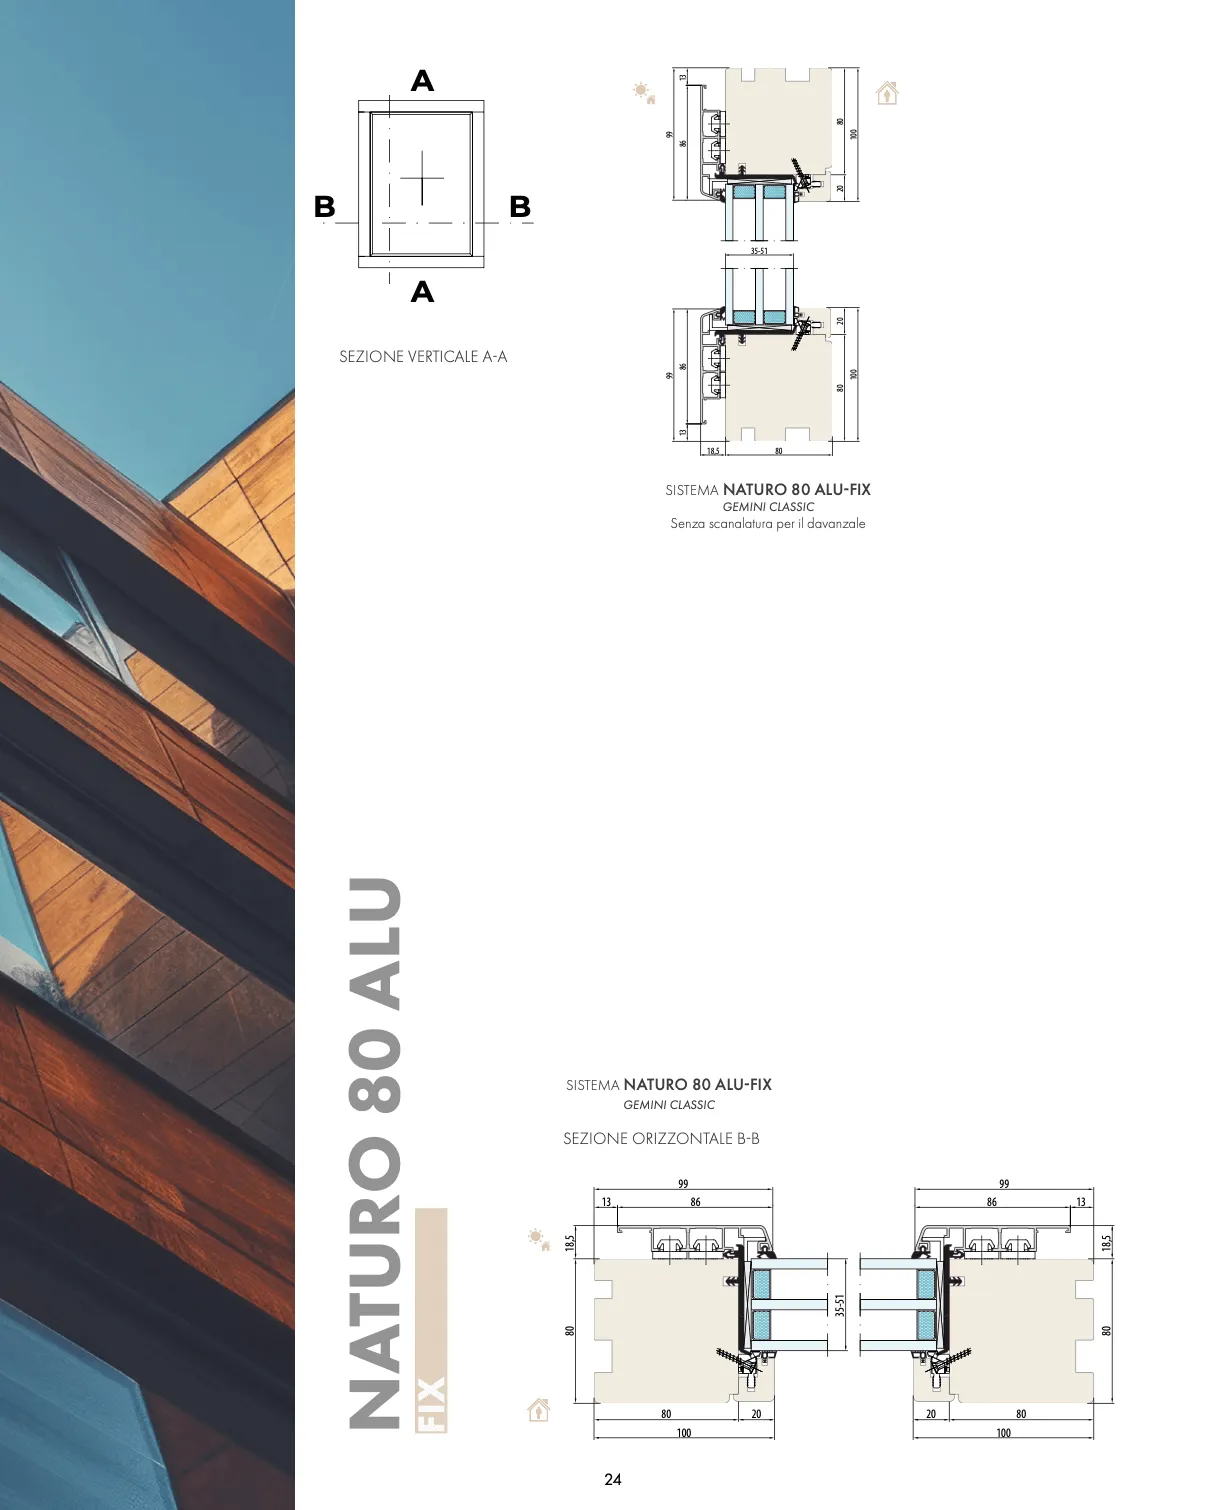 A
B
B
A
SEZIONE VERTICALE A-A
13
99
86
80
100
20
35-51
20
99
86
100
80
13
18,5
80
SISTEMA NATURO 80 ALU-FIX
GEMINI CLASSIC
Senza scanalatura per il davanzale
NATURO 80 ALU
FIX
SISTEMA NATURO 80 ALU-FIX
GEMINI CLASSIC
SEZIONE ORIZZONTALE B-B
99
99
13
86
86
13
18,5
18,5
35-51
80
80
80
20
20
80
100
100
24